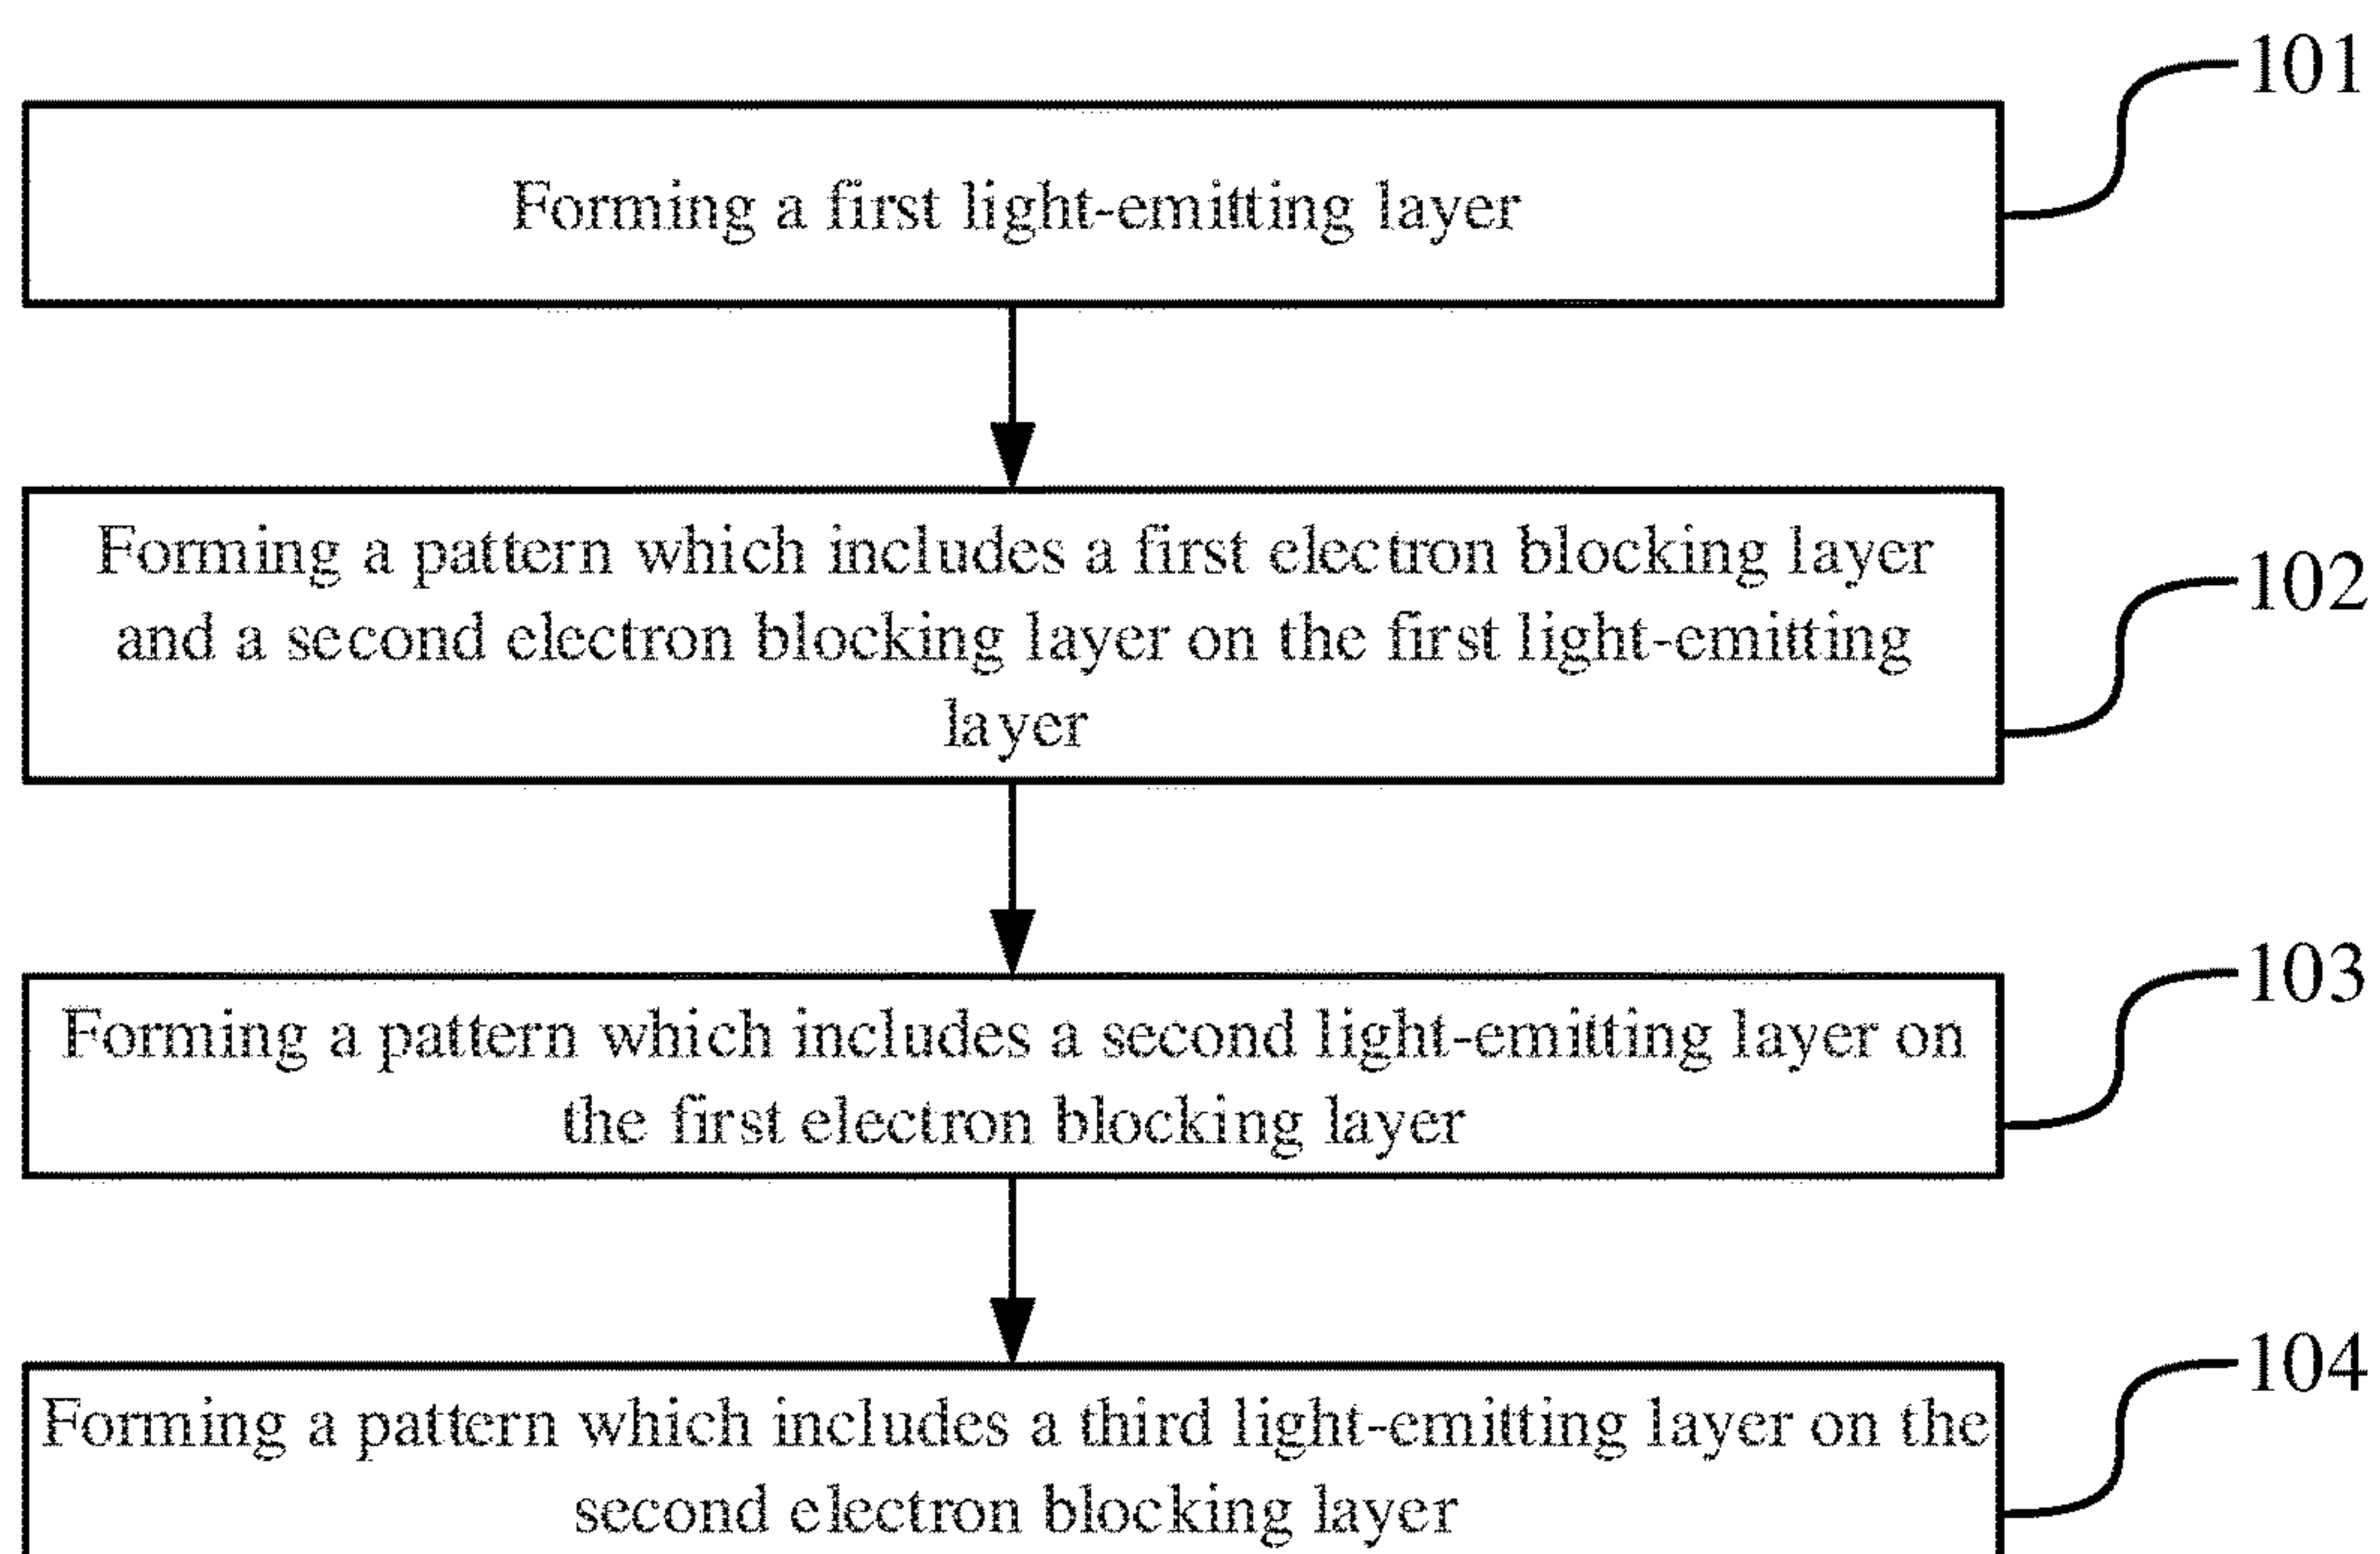 101
Forming a first light-emitting layer
Forming a pattern which includes a first electron blocking layer
and a second electron blocking layer on the first light-emitting
layer
102
Forming a pattern which includes a second light-emitting layer on
the first electron blocking layer
103
Forming a pattern which includes a third light-emitting layer on the
second electron blocking layer
104